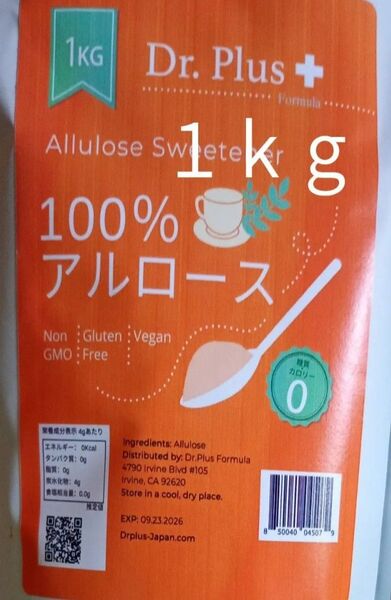 1KG
Dr. Plus
Formula
Allulose Sweetener
1kg
100%
アルロース
Non GMO
Gluten Free
Vegan
糖質
カロリー
0
栄養成分表示 4gあたり
エネルギー: 0Kcal
タンパク質: 0g
脂質: 0g
炭水化物: 4g
食塩相当量: 0.0g
推定値
Ingredients: Allulose
Distributed by: Dr.Plus Formula
4790 Irvine Blvd #105
Irvine, CA 92620
Store in a cool, dry place.
EXP: 09.23.2026
Drplus-Japan.com
8 50040 04507 9